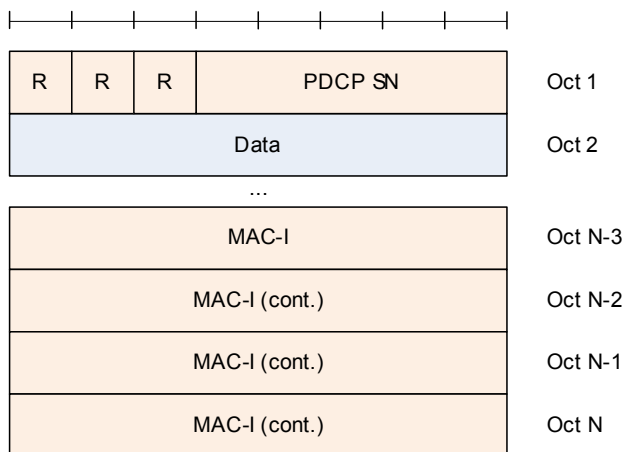 R R R PDCP SN Oct 1
Data Oct 2
...
MAC-I Oct N-3
MAC-I (cont.) Oct N-2
MAC-I (cont.) Oct N-1
MAC-I (cont.) Oct N